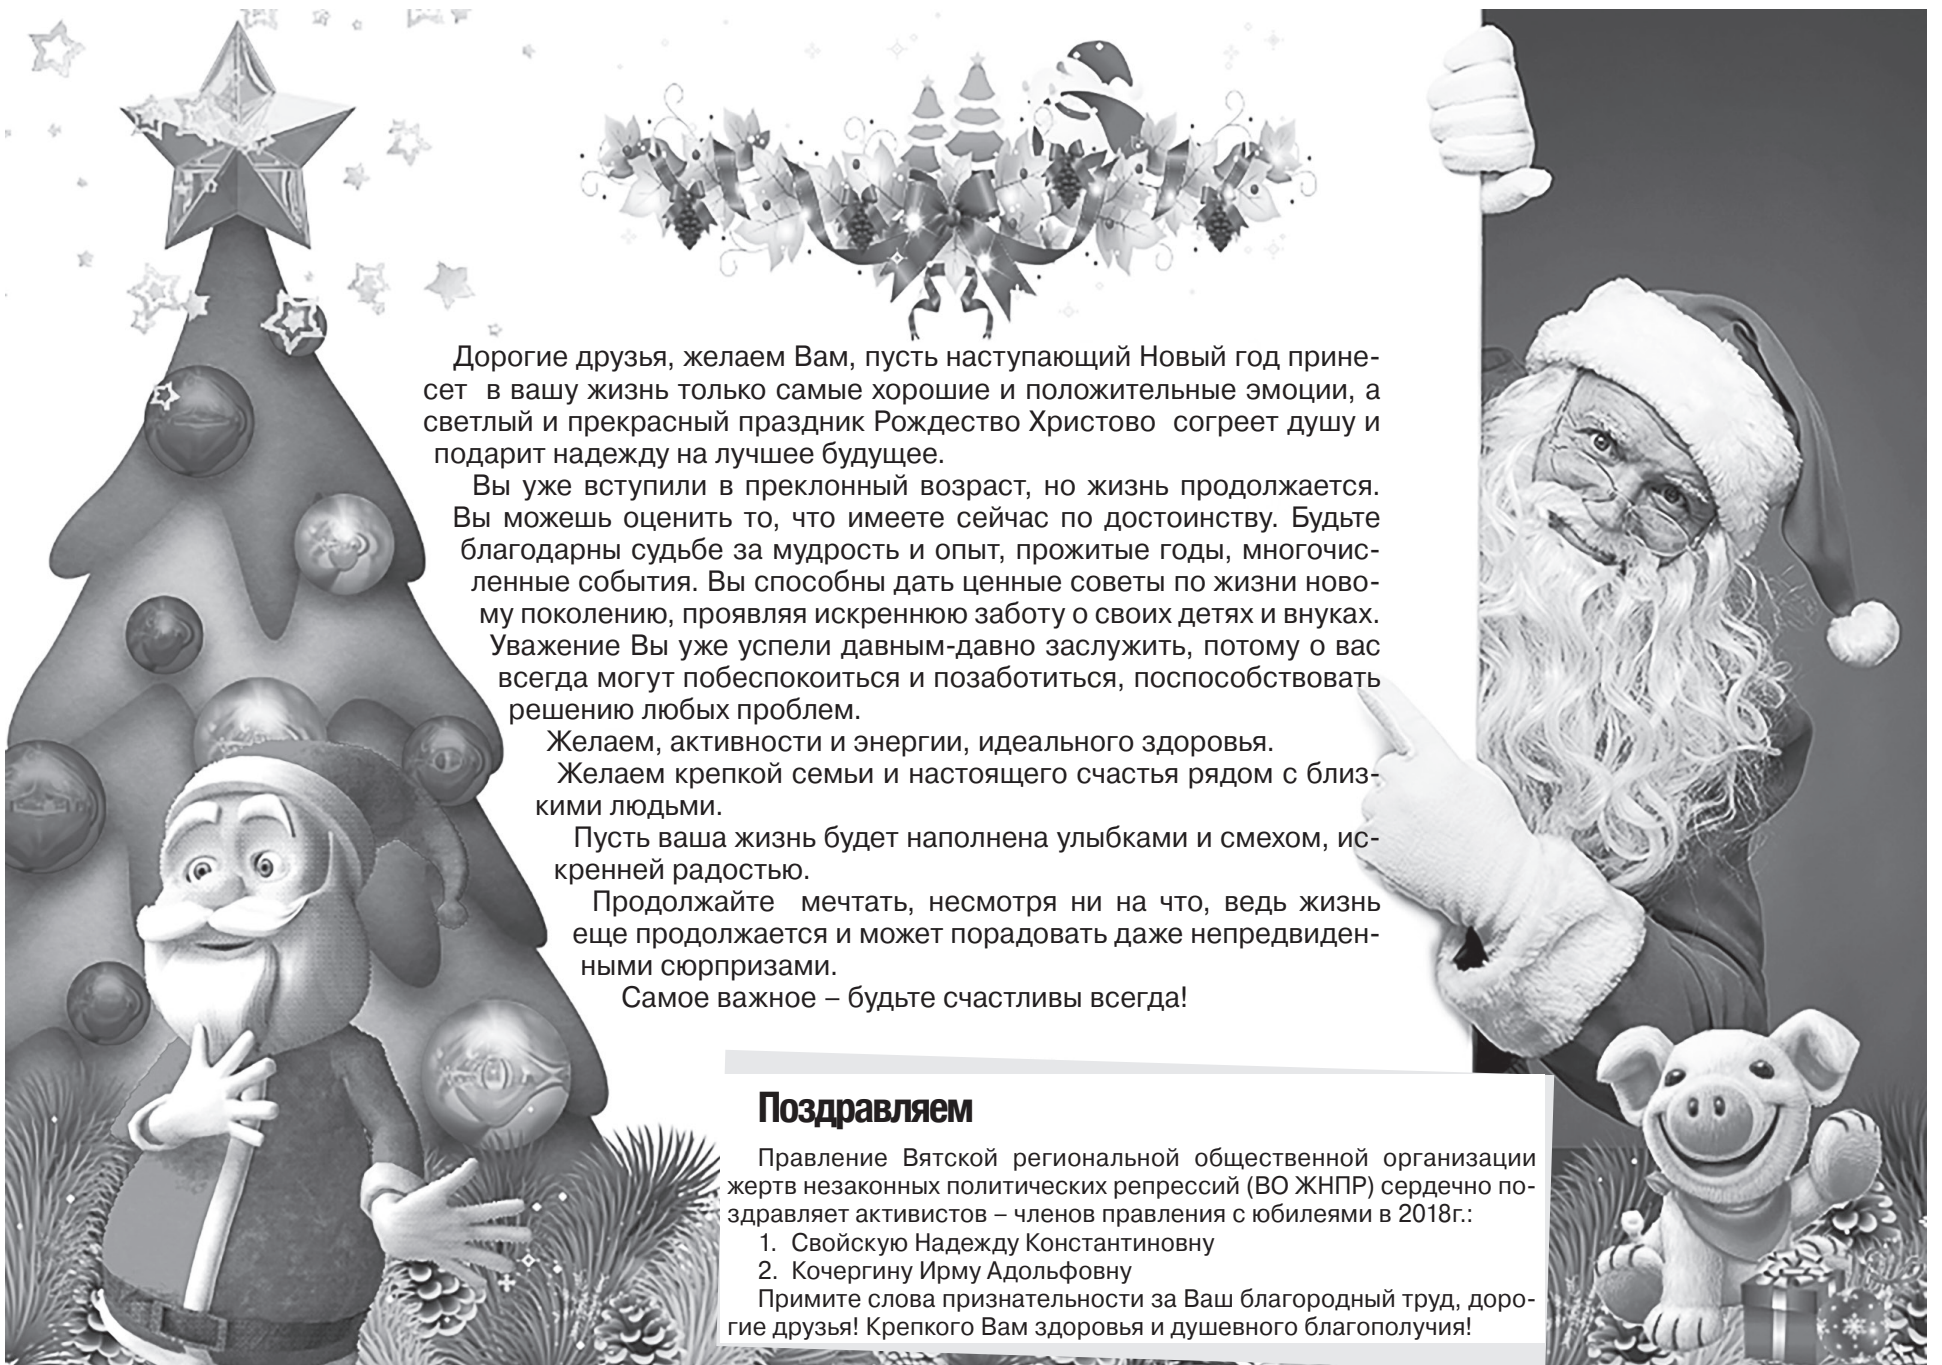 Дорогие друзья, желаем Вам, пусть наступающий Новый год прине-
сет в вашу жизнь только самые хорошие и положительные эмоции, а
светлый и прекрасный праздник Рождество Христово согреет душу и
подарит надежду на лучшее будущее.
Вы уже вступили в преклонный возраст, но жизнь продолжается.
Вы можешь оценить то, что имеете сейчас по достоинству. Будьте
благодарны судьбе за мудрость и опыт, прожитые годы, многочис-
ленные события. Вы способны дать ценные советы по жизни ново-
му поколению, проявляя искреннюю заботу о своих детях и внуках.
Уважение Вы уже успели давным-давно заслужить, потому о вас
всегда могут побеспокоиться и позаботиться, поспособствовать
решению любых проблем.
Желаем, активности и энергии, идеального здоровья.
Желаем крепкой семьи и настоящего счастья рядом с близ-
кими людьми.
Пусть ваша жизнь будет наполнена улыбками и смехом, ис-
кренней радостью.
Продолжайте мечтать, несмотря ни на что, ведь жизнь
еще продолжается и может порадовать даже непредвиден-
ными сюрпризами.
Самое важное – будьте счастливы всегда!
Поздравляем
Правление Вятской региональной общественной организации
жертв незаконных политических репрессий (ВО ЖНПР) сердечно по-
здравляет активистов – членов правления с юбилеями в 2018г.:
1. Свойскую Надежду Константиновну
2. Кочергину Ирму Адольфовну
Примите слова признательности за Ваш благородный труд, доро-
гие друзья! Крепкого Вам здоровья и душевного благополучия!